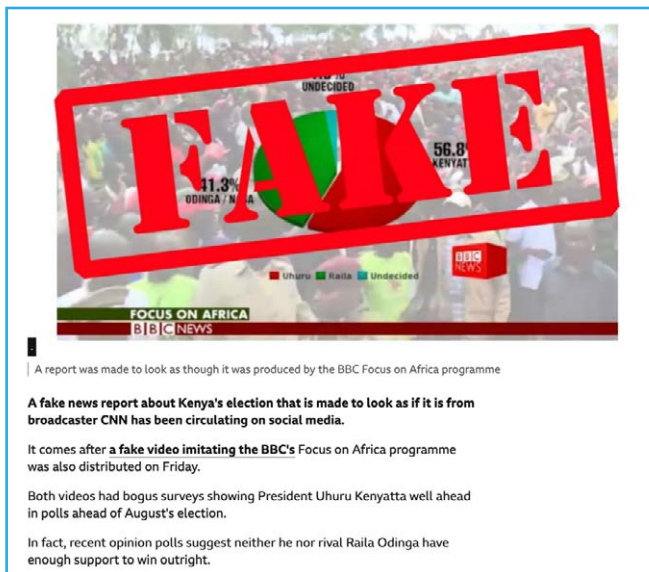 FAKE
UNDECIDED
56.8
KENYAT
41.3%
ODINGA / N
Uhuru Raila Undecided
BBC
NEWS
FOCUS ON AFRICA
BBC NEWS
A report was made to look as though it was produced by the BBC Focus on Africa programme
A fake news report about Kenya's election that is made to look as if it is from
broadcaster CNN has been circulating on social media.
It comes after a fake video imitating the BBC's Focus on Africa programme
was also distributed on Friday.
Both videos had bogus surveys showing President Uhuru Kenyatta well ahead
in polls ahead of August's election.
In fact, recent opinion polls suggest neither he nor rival Raila Odinga have
enough support to win outright.